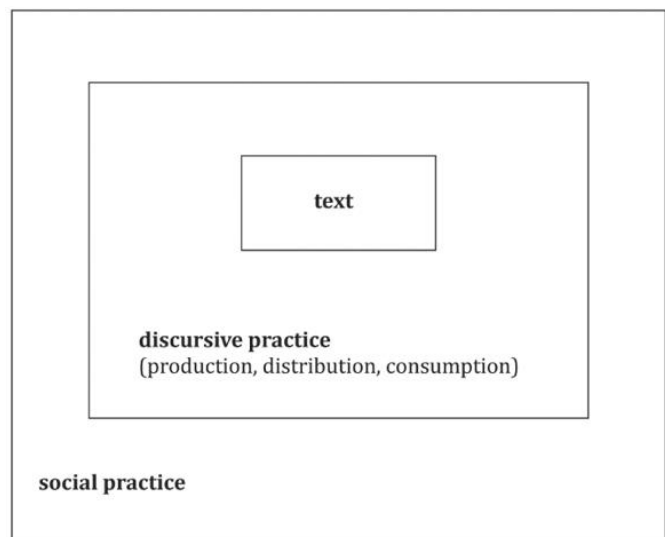 text
discursive practice
(production, distribution, consumption)
social practice